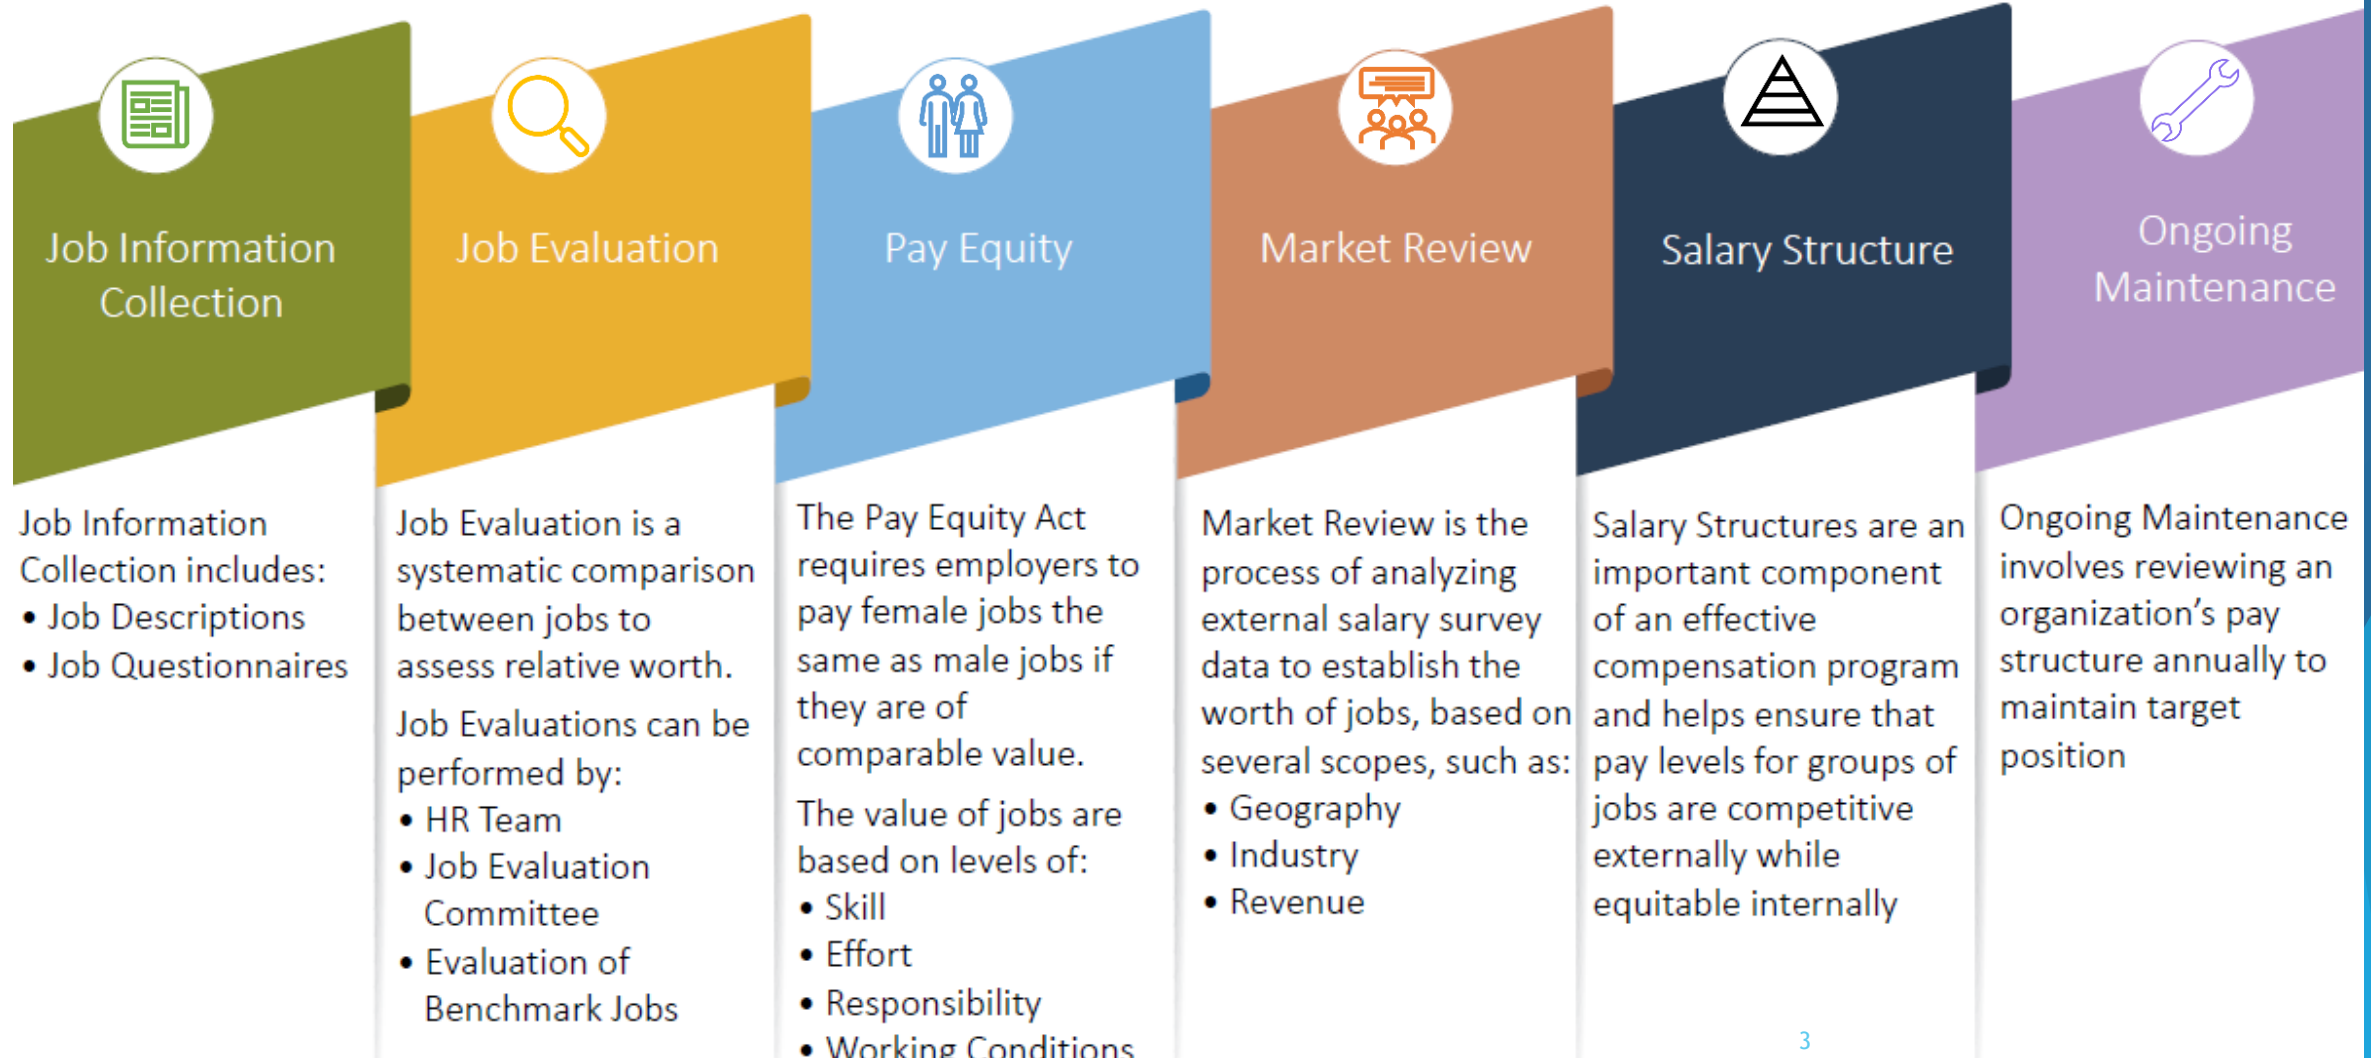 Job Information
Collection
Job Evaluation
Pay Equity
Market Review
Salary Structure
Ongoing
Maintenance
Job Information
Collection includes:
• Job Descriptions
• Job Questionnaires
Job Evaluation is a
systematic comparison
between jobs to
assess relative worth.
Job Evaluations can be
performed by:
• HR Team
• Job Evaluation
Committee
• Evaluation of
Benchmark Jobs
The Pay Equity Act
requires employers to
pay female jobs the
same as male jobs if
they are of
comparable value.
The value of jobs are
based on levels of:
• Skill
• Effort
• Responsibility
• Working Conditions
Market Review is the
process of analyzing
external salary survey
data to establish the
worth of jobs, based on
several scopes, such as:
• Geography
• Industry
• Revenue
Salary Structures are an
important component
of an effective
compensation program
and helps ensure that
pay levels for groups of
jobs are competitive
externally while
equitable internally
Ongoing Maintenance
involves reviewing an
organization’s pay
structure annually to
maintain target
position
3